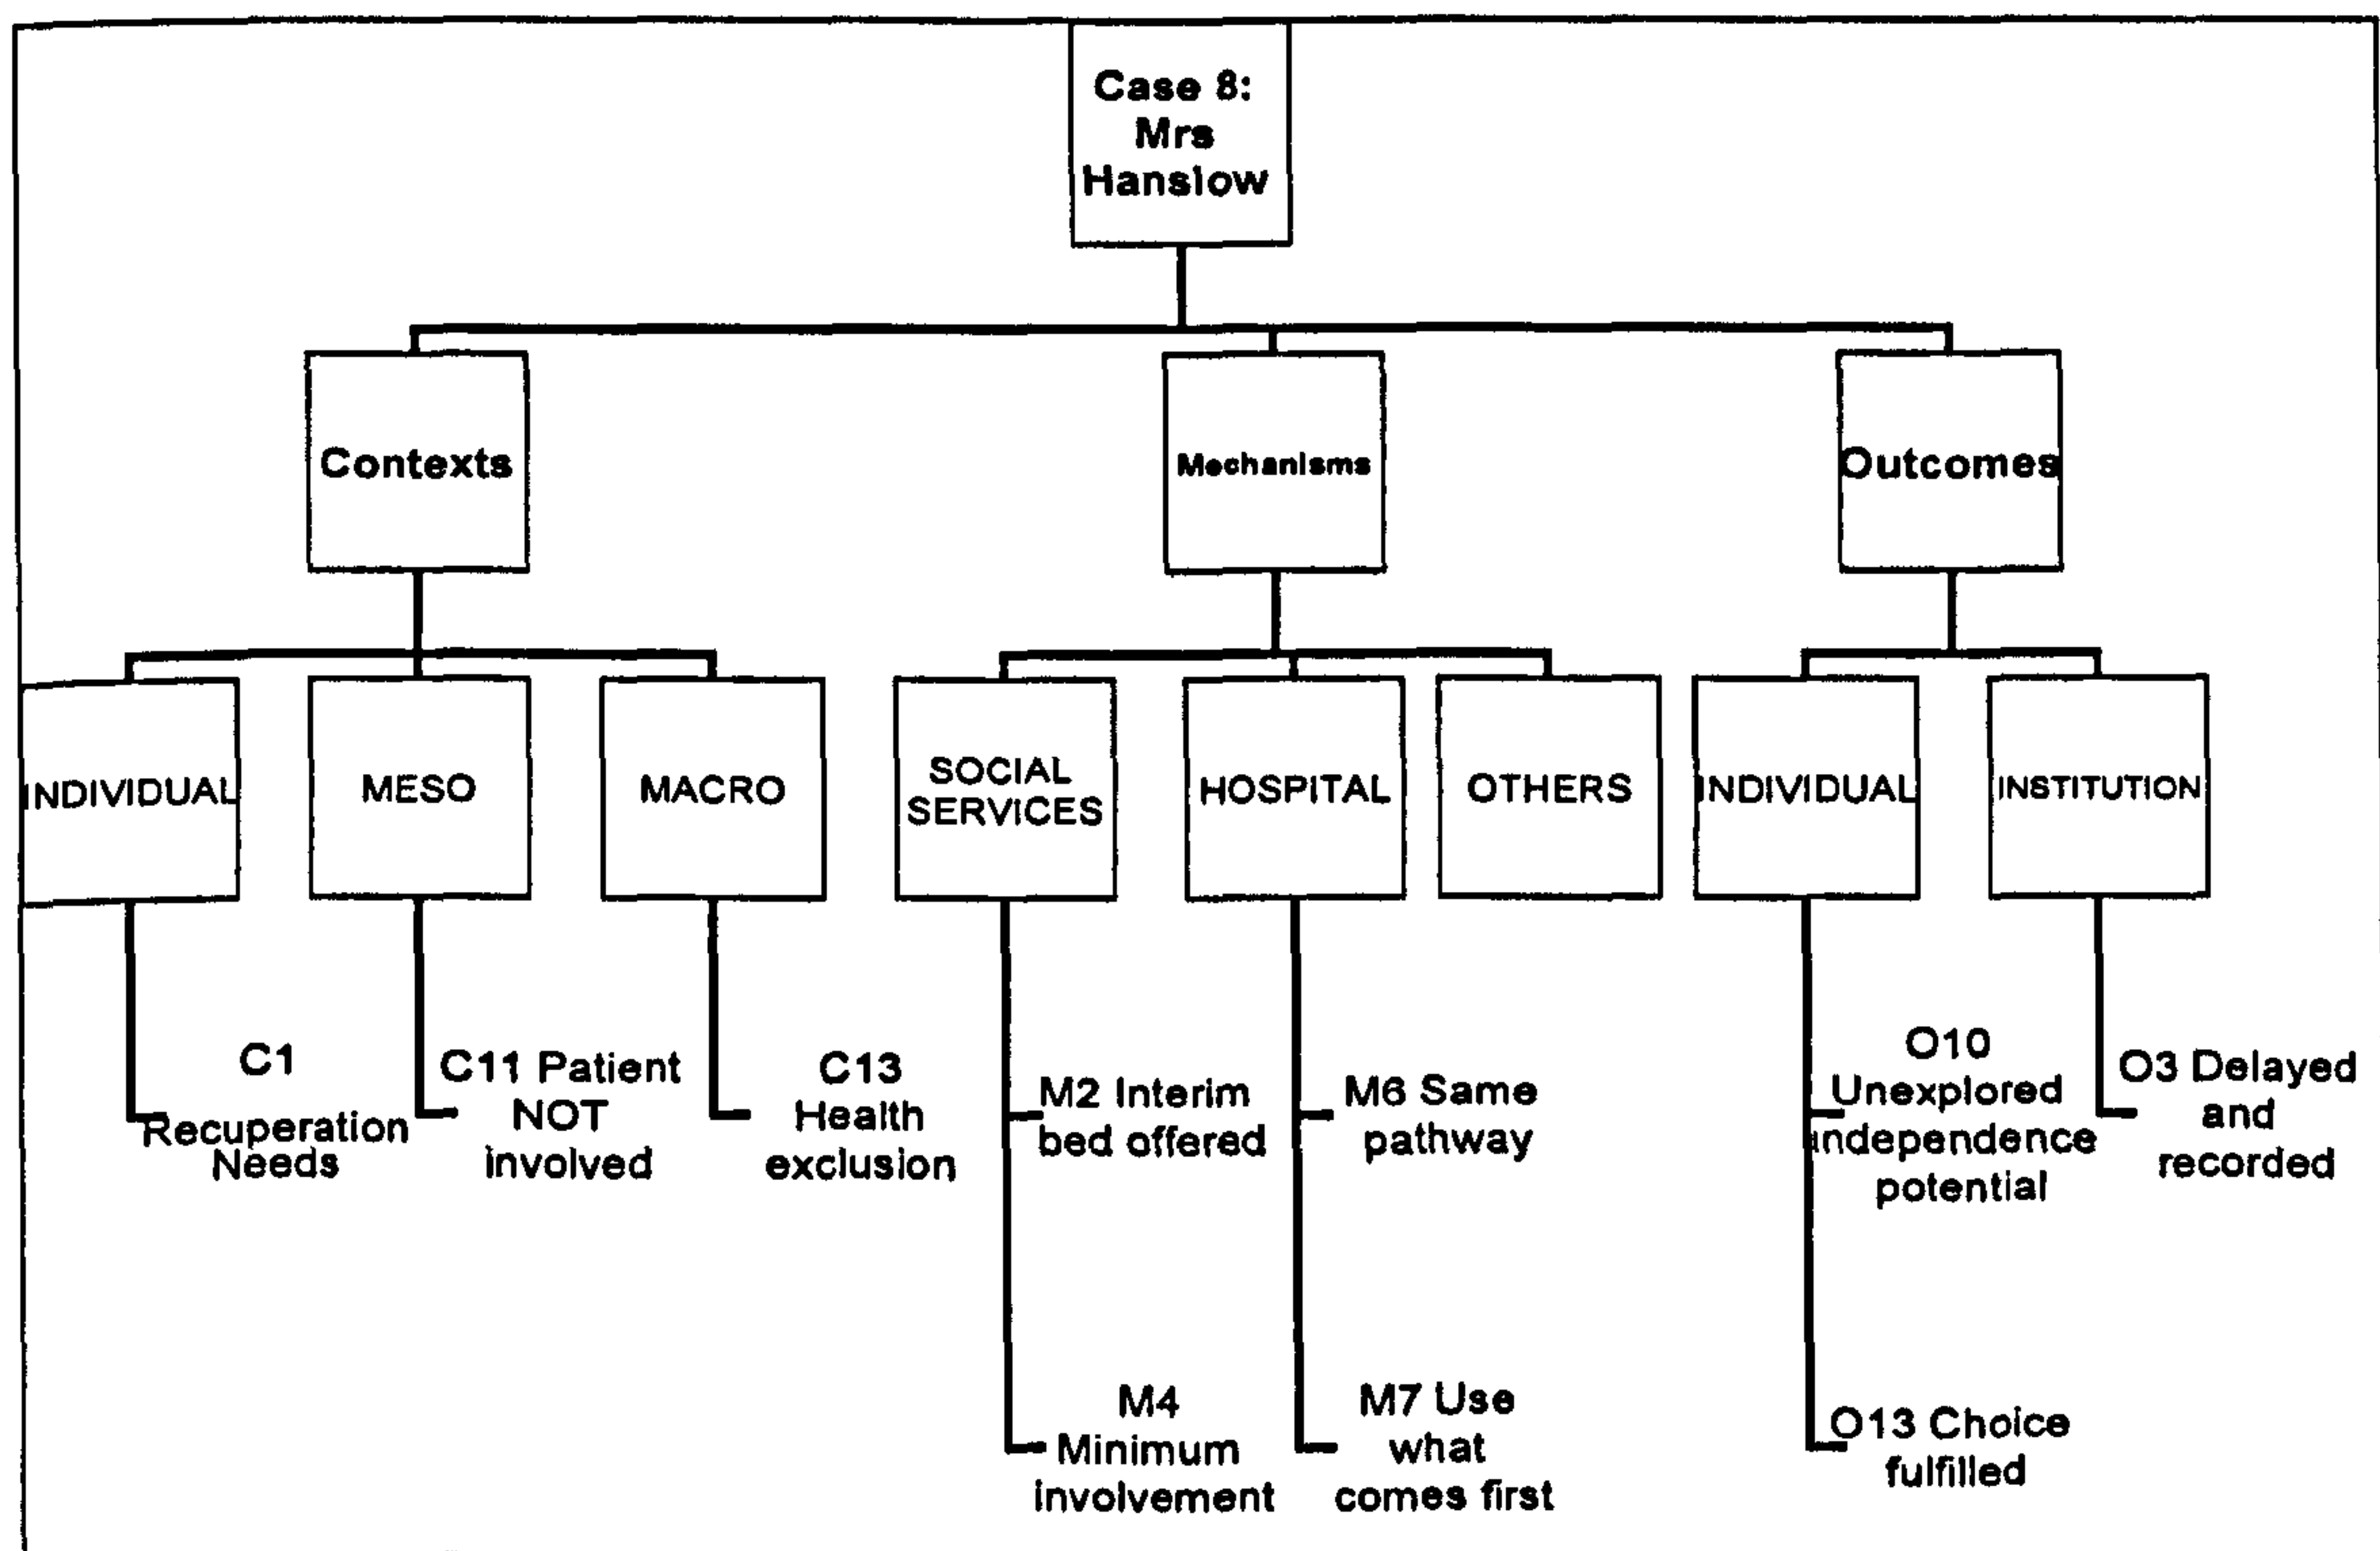 Case 8:
Mrs
Hanslow
Contexts
Mechanisms
Outcomes
INDIVIDUAL
MESO
MACRO
SOCIAL
SERVICES
HOSPITAL
OTHERS
INDIVIDUAL
INSTITUTION
C1
Recuperation
Needs
C11 Patient
NOT
involved
C13
Health
exclusion
M2 Interim
bed offered
M4
Minimum
involvement
M6 Same
pathway
M7 Use
what
comes first
O10
Unexplored
independence
potential
O13 Choice
fulfilled
O3 Delayed
and
recorded